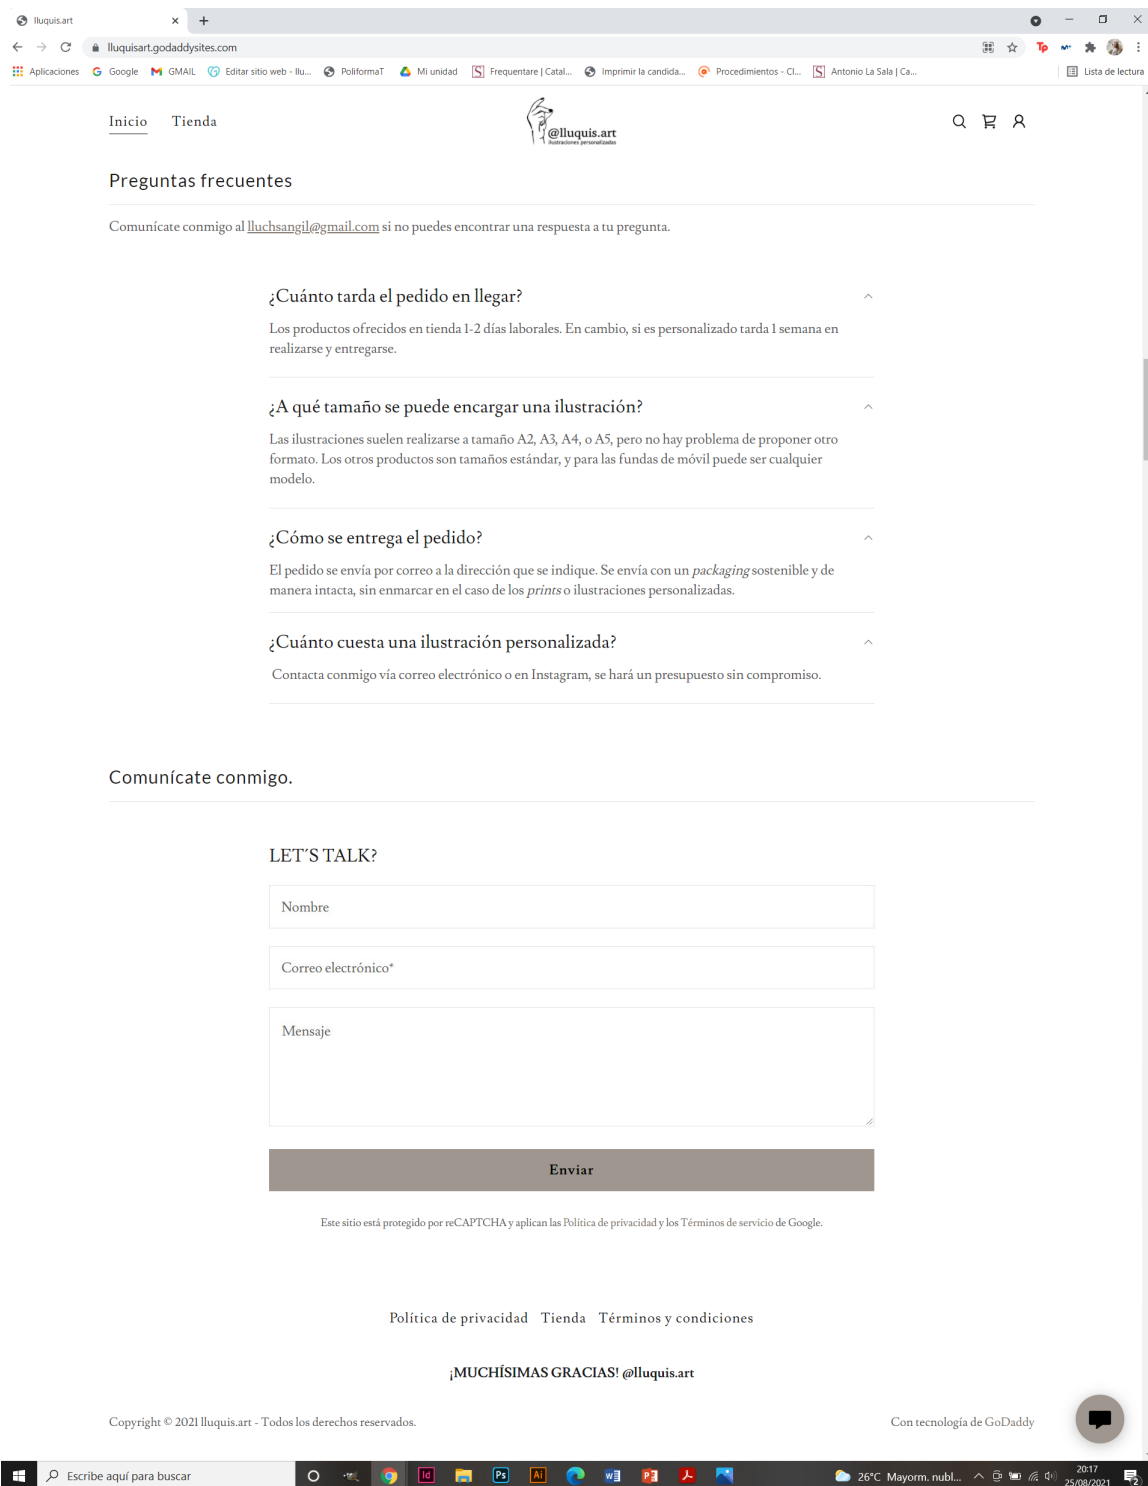 lluquis.art
lluquisart.godaddysites.com
Aplicaciones
Google
GMAIL
Editar sitio web - llu...
PoliformaT
Mi unidad
Frequentare | Catal...
Imprimir la candida...
Procedimientos - Cl...
Antonio La Sala | Ca...
Lista de lectura
Inicio
Tienda
@lluquis.art
ilustraciones personalizadas
Preguntas frecuentes
Comunícate conmigo al lluchsangil@gmail.com si no puedes encontrar una respuesta a tu pregunta.
¿Cuánto tarda el pedido en llegar?
Los productos ofrecidos en tienda 1-2 días laborales. En cambio, si es personalizado tarda 1 semana en
realizarse y entregarse.
¿A qué tamaño se puede encargar una ilustración?
Las ilustraciones suelen realizarse a tamaño A2, A3, A4, o A5, pero no hay problema de proponer otro
formato. Los otros productos son tamaños estándar, y para las fundas de móvil puede ser cualquier
modelo.
¿Cómo se entrega el pedido?
El pedido se envía por correo a la dirección que se indique. Se envía con un packaging sostenible y de
manera intacta, sin enmarcar en el caso de los prints o ilustraciones personalizadas.
¿Cuánto cuesta una ilustración personalizada?
Contacta conmigo vía correo electrónico o en Instagram, se hará un presupuesto sin compromiso.
Comunícate conmigo.
LET´S TALK?
Nombre
Correo electrónico*
Mensaje
Enviar
Este sitio está protegido por reCAPTCHA y aplican las Política de privacidad y los Términos de servicio de Google.
Política de privacidad Tienda Términos y condiciones
¡MUCHÍSIMAS GRACIAS! @lluquis.art
Copyright © 2021 lluquis.art - Todos los derechos reservados.
Con tecnología de GoDaddy
Escribe aquí para buscar
26°C Mayorm. nubl...
20:17
25/08/2021